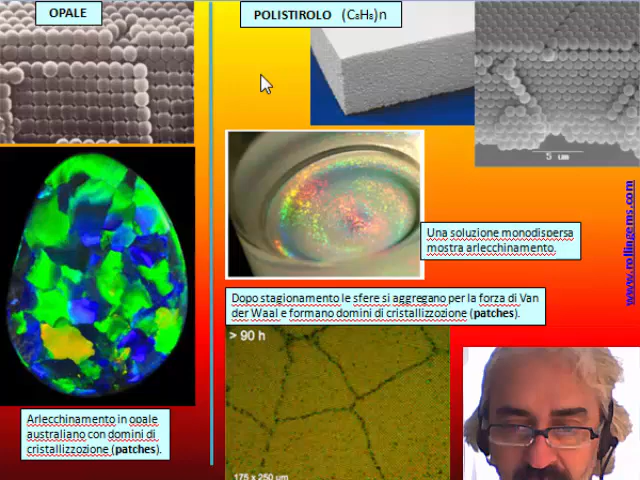 OPALE
POLISTIROLO (C8H8)n
5 um
Una soluzione monodispersa
mostra arlecchinamento.
www.rollingems.com
Dopo stagionamento le sfere si aggregano per la forza di Van
der Waal e formano domini di cristallizzozione (patches).
> 90 h
175 x 250 um
Arlecchinamento in opale
australiano con domini di
cristallizzozione (patches).